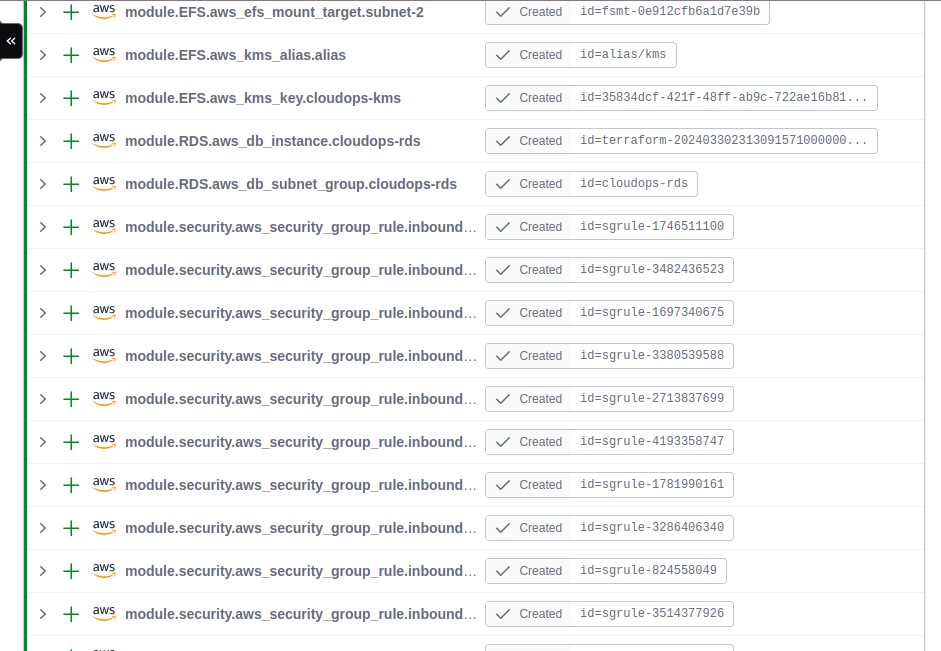 aws module.EFS.aws_efs_mount_target.subnet-2 Created id=fsmt-0e912cfb6a1d7e39b
« aws module.EFS.aws_kms_alias.alias Created id=alias/kms
aws module.EFS.aws_kms_key.cloudops-kms Created id=35834dcf-421f-48ff-ab9c-722ae16b81...
aws module.RDS.aws_db_instance.cloudops-rds Created id=terraform-202403302313091571000000...
aws module.RDS.aws_db_subnet_group.cloudops-rds Created id=cloudops-rds
aws module.security.aws_security_group_rule.inbound... Created id=sgrule-1746511100
aws module.security.aws_security_group_rule.inbound... Created id=sgrule-3482436523
aws module.security.aws_security_group_rule.inbound... Created id=sgrule-1697340675
aws module.security.aws_security_group_rule.inbound... Created id=sgrule-3380539588
aws module.security.aws_security_group_rule.inbound... Created id=sgrule-2713837699
aws module.security.aws_security_group_rule.inbound... Created id=sgrule-4193358747
aws module.security.aws_security_group_rule.inbound... Created id=sgrule-1781990161
aws module.security.aws_security_group_rule.inbound... Created id=sgrule-3286406340
aws module.security.aws_security_group_rule.inbound... Created id=sgrule-824558049
aws module.security.aws_security_group_rule.inbound... Created id=sgrule-3514377926